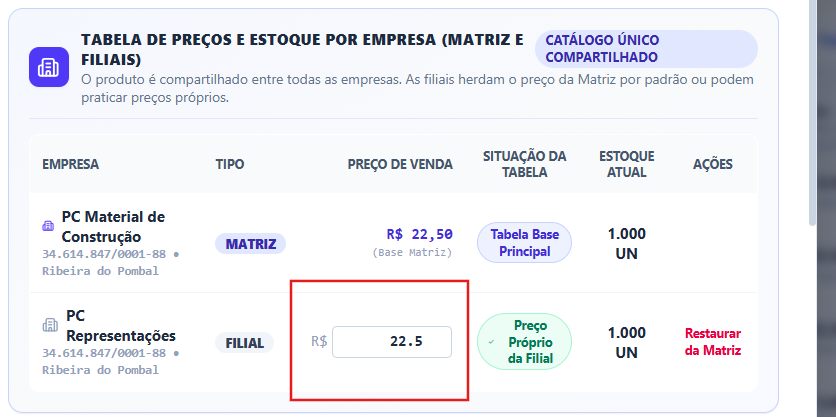 TABELA DE PREÇOS E ESTOQUE POR EMPRESA (MATRIZ E
FILIAIS)
CATÁLOGO ÚNICO
COMPARTILHADO
O produto é compartilhado entre todas as empresas. As filiais herdam o preço da Matriz por padrão ou podem
praticar preços próprios.
EMPRESA
TIPO
PREÇO DE VENDA
SITUAÇÃO DA
TABELA
ESTOQUE
ATUAL
AÇÕES
PC Material de
Construção
34.614.847/0001-88 •
Ribeira do Pombal
MATRIZ
R$ 22,50
(Base Matriz)
Tabela Base
Principal
1.000
UN
PC
Representações
34.614.847/0001-88 •
Ribeira do Pombal
FILIAL
R$ 22.5
✓ Preço
Próprio
da Filial
1.000
UN
Restaurar
da Matriz